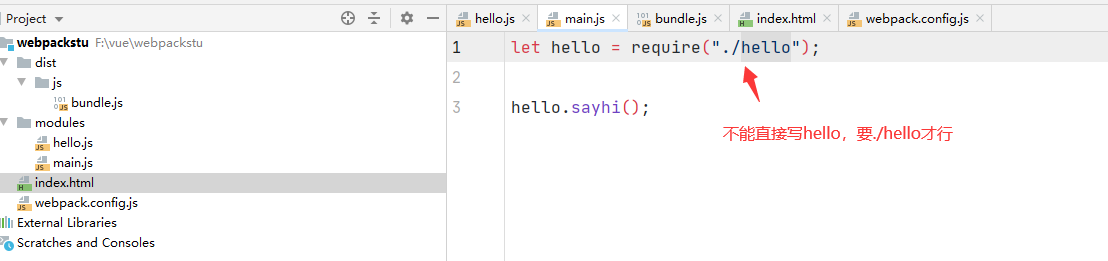 Project
hello.js
main.js
bundle.js
index.html
webpack.config.js
webpackstu F:\vue\webpackstu
dist
js
bundle.js
modules
hello.js
main.js
index.html
webpack.config.js
External Libraries
Scratches and Consoles
1 let hello = require("./hello");
2
3 hello.sayhi();
不能直接写hello，要./hello才行